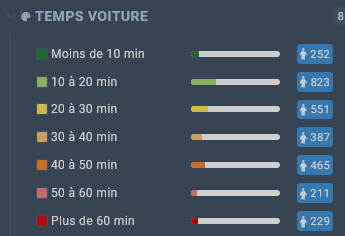 TEMPS VOITURE 8
Moins de 10 min 252
10 à 20 min 823
20 à 30 min 551
30 à 40 min 387
40 à 50 min 465
50 à 60 min 211
Plus de 60 min 229